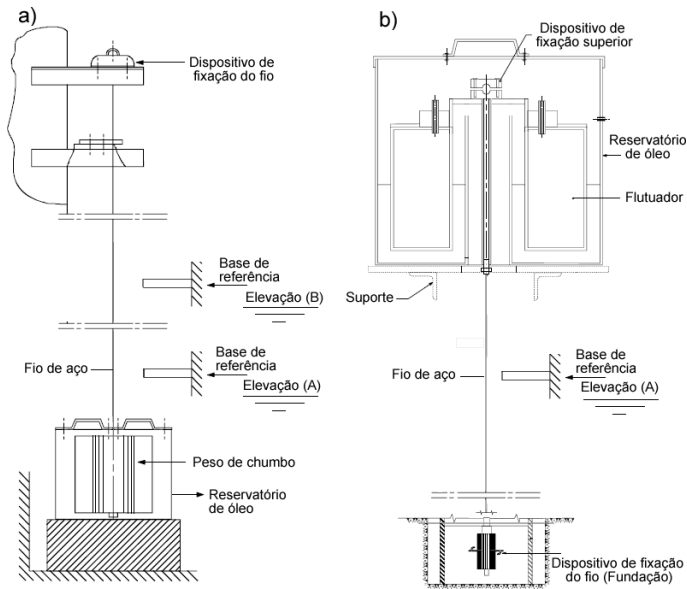 a)
Dispositivo de
fixação do fio
Base de
referência
Elevação (B)
Base de
referência
Fio de aço
Elevação (A)
Peso de chumbo
Reservatório
de óleo
b)
Dispositivo de
fixação superior
Reservatório
de óleo
Flutuador
Suporte
Base de
referência
Fio de aço
Elevação (A)
Dispositivo de fixação
do fio (Fundação)